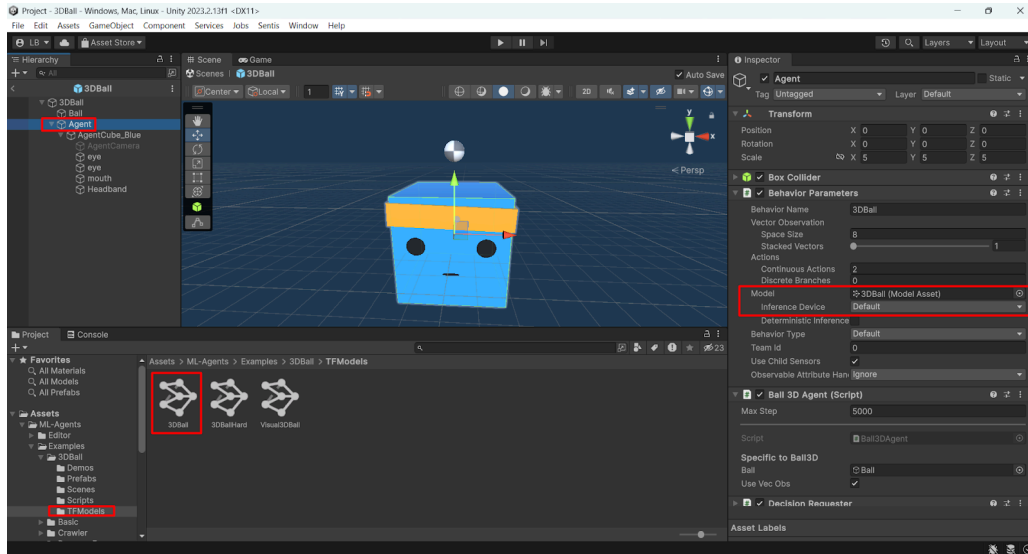 Project - 3DBall - Windows, Mac, Linux - Unity 2023.2.13f1 <DX11>
File Edit Assets GameObject Component Services Jobs Sentis Window Help
LB Asset Store Layers Layout
Hierarchy
All
3DBall
3DBall
Ball
Agent
AgentCube_Blue
AgentCamera
eye
eye
mouth
Headband
Scene Game
Scenes 3DBall Auto Save
Center Local 1 2D
y
x
< Persp
Inspector
Agent Static
Tag Untagged Layer Default
Transform
Position X 0 Y 0 Z 0
Rotation X 0 Y 0 Z 0
Scale X 5 Y 5 Z 5
Box Collider
Behavior Parameters
Behavior Name 3DBall
Vector Observation
Space Size 8
Stacked Vectors 1
Actions
Continuous Actions 2
Discrete Branches 0
Model 3DBall (Model Asset)
Inference Device Default
Deterministic Inference
Behavior Type Default
Team Id 0
Use Child Sensors
Observable Attribute Han Ignore
Ball 3D Agent (Script)
Max Step 5000
Script Ball3DAgent
Specific to Ball3D
Ball Ball
Use Vec Obs
Decision Requester
Asset Labels
Project Console
23
Favorites
All Materials
All Models
All Prefabs
Assets
ML-Agents
Editor
Examples
3DBall
Demos
Prefabs
Scenes
Scripts
TFModels
Basic
Crawler
Assets > ML-Agents > Examples > 3DBall > TFModels
3DBall 3DBallHard Visual3DBall